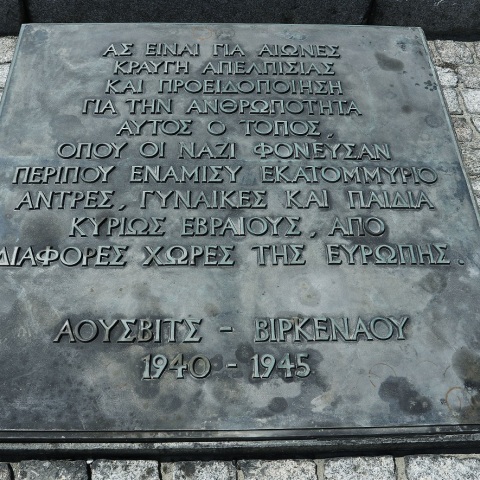 ΑΣ ΕΙΝΑΙ ΓΙΑ ΑΙΩΝΕΣ
ΚΡΑΥΓΗ ΑΠΕΛΠΙΣΙΑΣ
ΚΑΙ ΠΡΟΕΙΔΟΠΟΙΗΣΗ
ΓΙΑ ΤΗΝ ΑΝΘΡΩΠΟΤΗΤΑ
ΑΥΤΟΣ Ο ΤΟΠΟΣ,
ΟΠΟΥ ΟΙ ΝΑΖΙ ΦΟΝΕΥΣΑΝ
ΠΕΡΙΠΟΥ ΕΝΑΜΙΣΥ ΕΚΑΤΟΜΜΥΡΙΟ
ΑΝΤΡΕΣ, ΓΥΝΑΙΚΕΣ ΚΑΙ ΠΑΙΔΙΑ
ΚΥΡΙΩΣ ΕΒΡΑΙΟΥΣ, ΑΠΟ
ΔΙΑΦΟΡΕΣ ΧΩΡΕΣ ΤΗΣ ΕΥΡΩΠΗΣ.
ΑΟΥΣΒΙΤΣ - ΒΙΡΚΕΝΑΟΥ
1940 - 1945